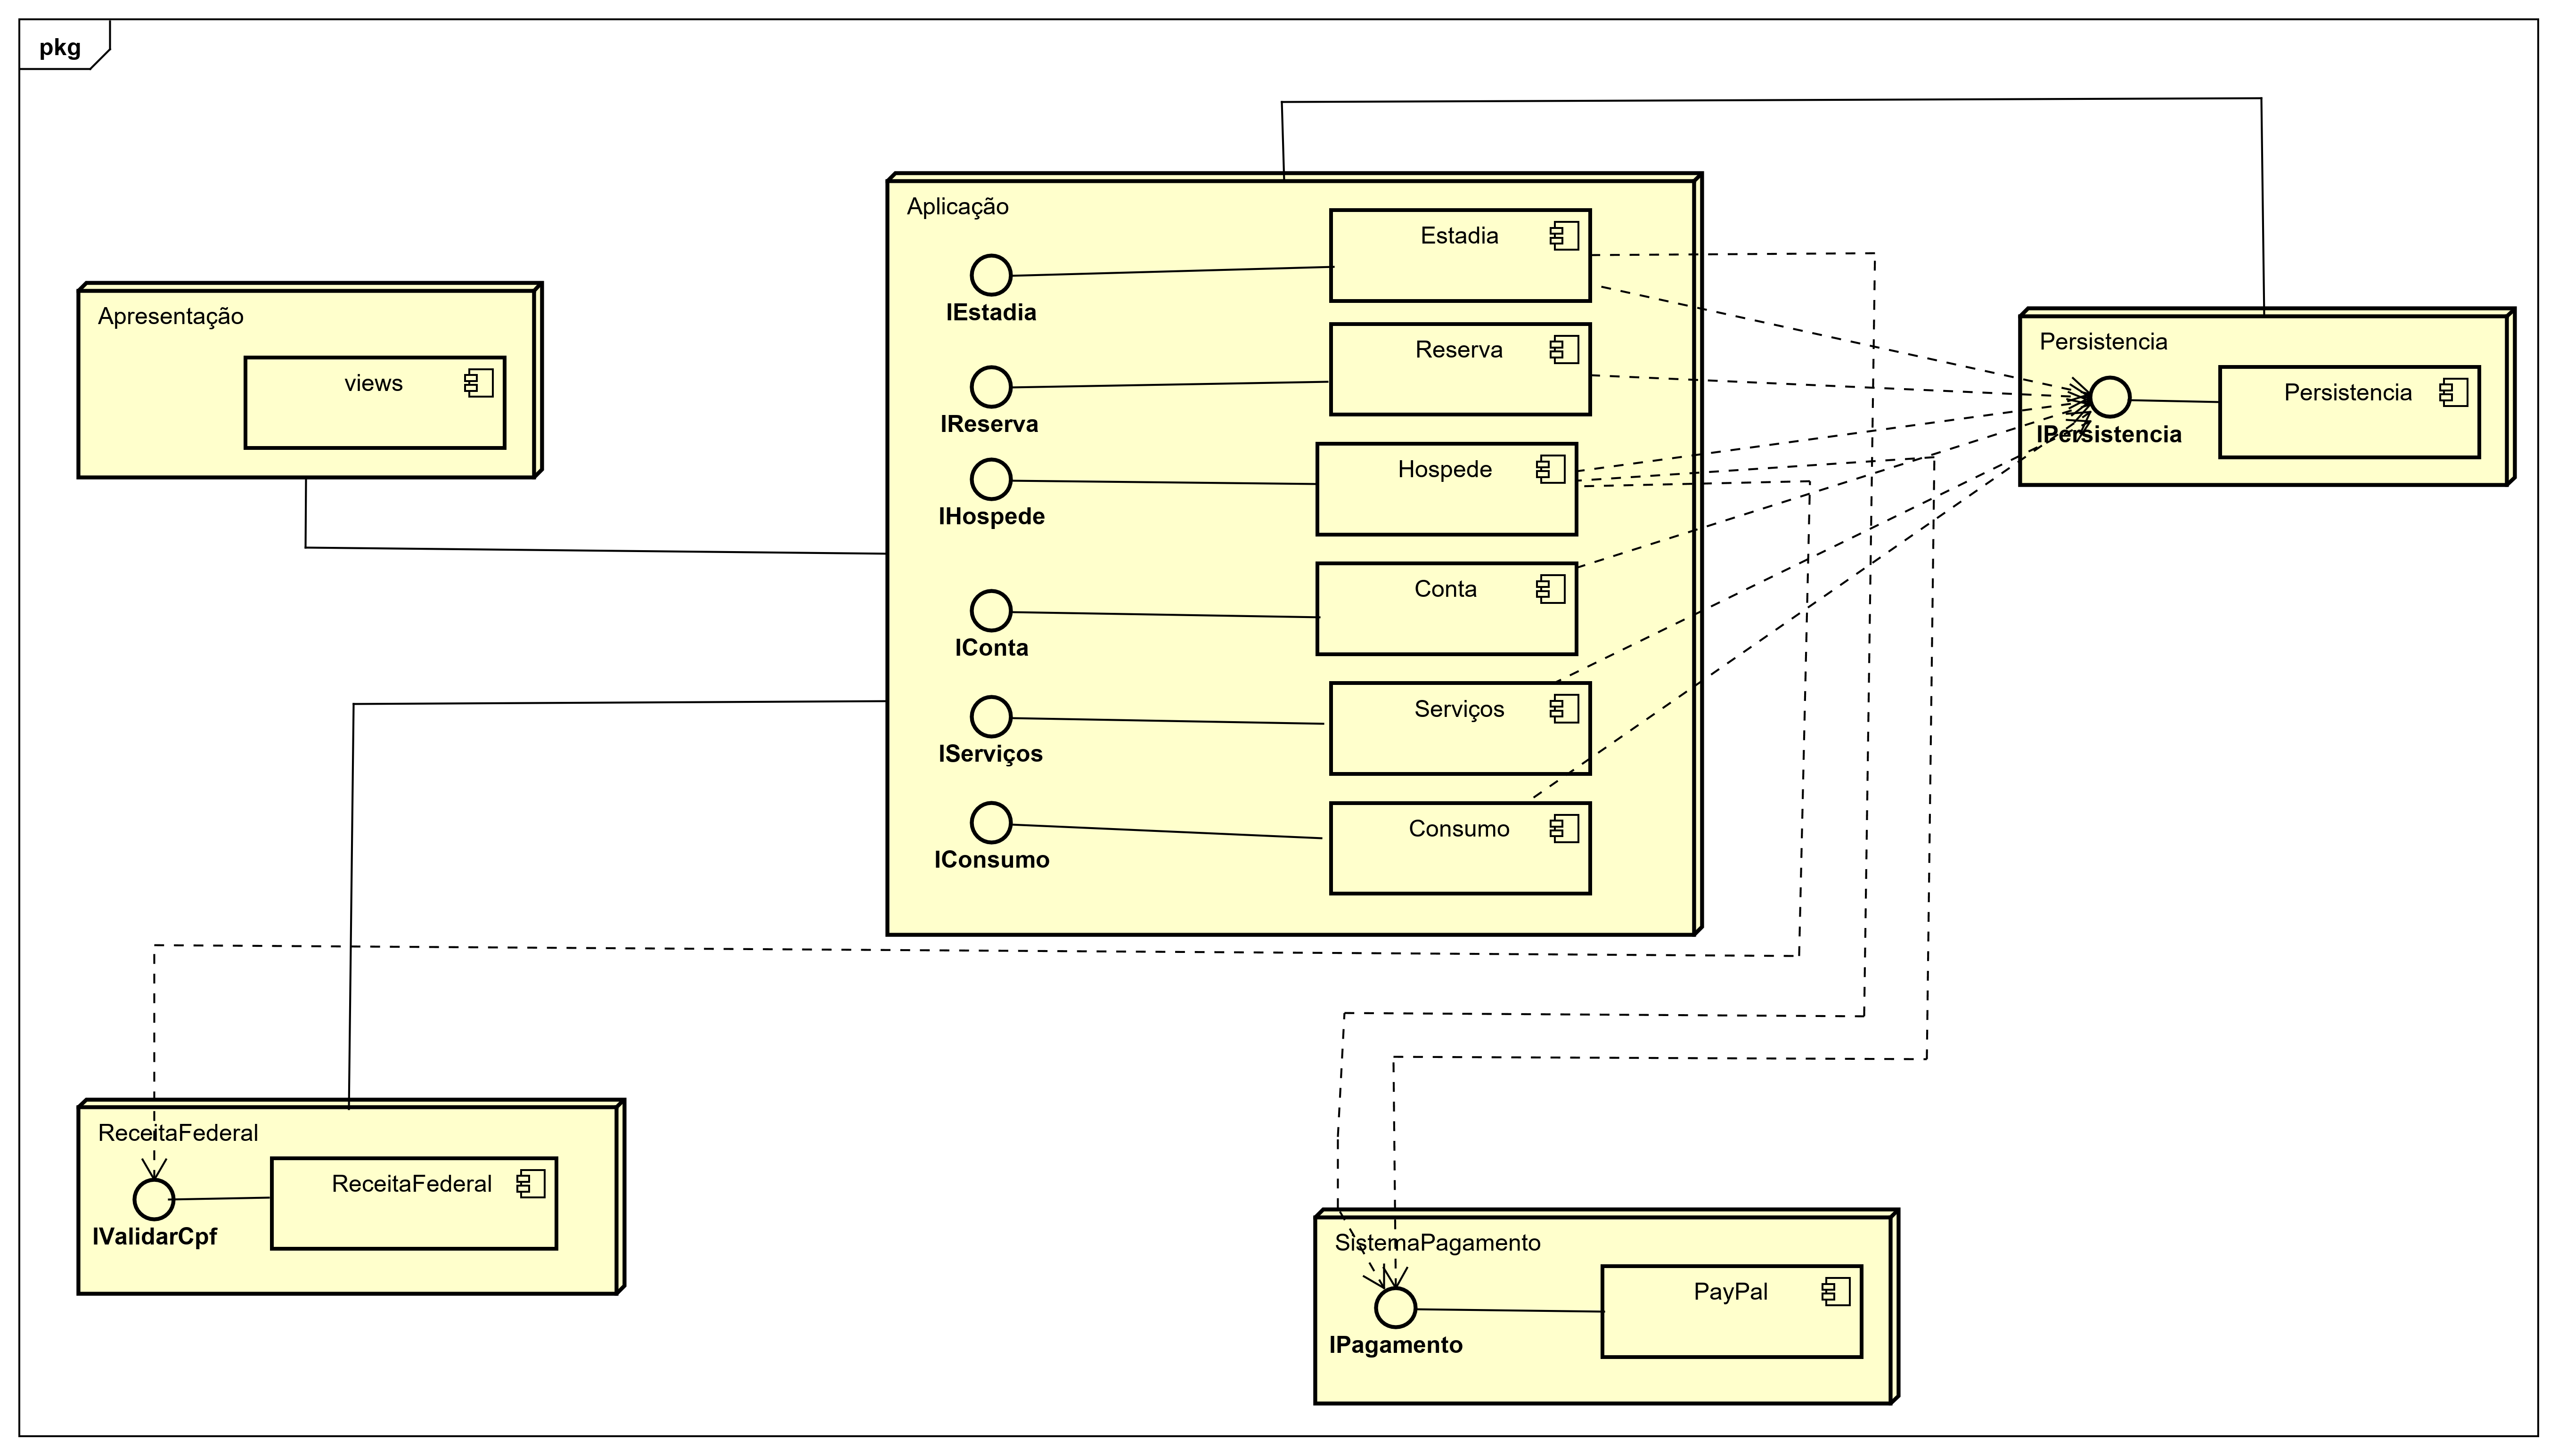 pkg
Apresentação
views
Aplicação
Estadia
IEstadia
Reserva
IReserva
Hospede
IHospede
Conta
IConta
Serviços
IServiços
Consumo
IConsumo
Persistencia
Persistencia
IPersistencia
ReceitaFederal
ReceitaFederal
IValidarCpf
SistemaPagamento
PayPal
IPagamento